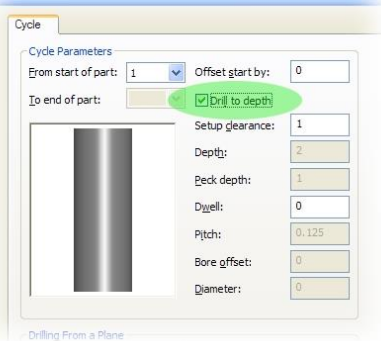 Cycle
Cycle Parameters
From start of part: 1 Offset start by: 0
To end of part: Drill to depth
Setup clearance: 1
Depth: 2
Peck depth: 1
Dwell: 0
Pitch: 0.125
Bore offset: 0
Diameter: 0
Drilling From a Plane